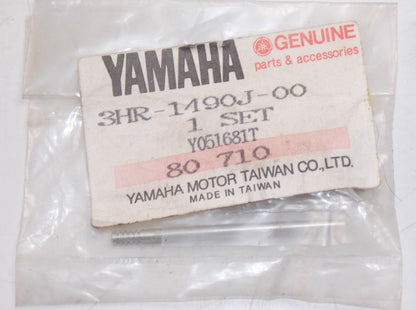 YAMAHA
GENUINE
parts & accessories
3HR-1490J-00
1 SET
Y051681T
80 710
YAMAHA MOTOR TAIWAN CO.,LTD.
MADE IN TAIWAN